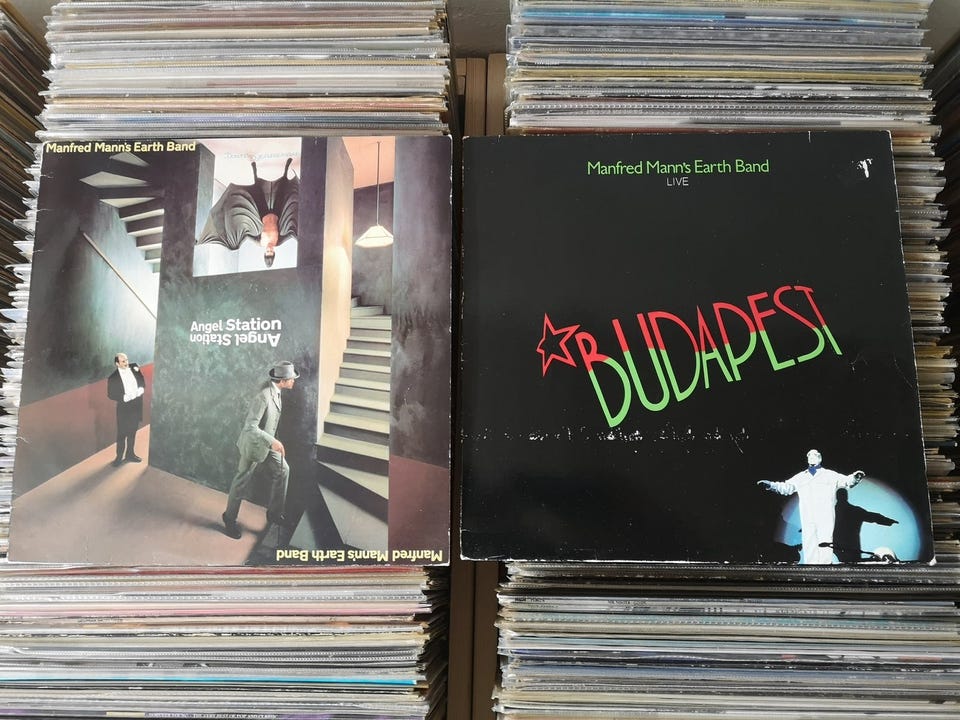 Manfred Mann's Earth Band
Angel Station
Angel Station
Manfred Mann's Earth Band
Manfred Mann's Earth Band
LIVE
BUDAPEST